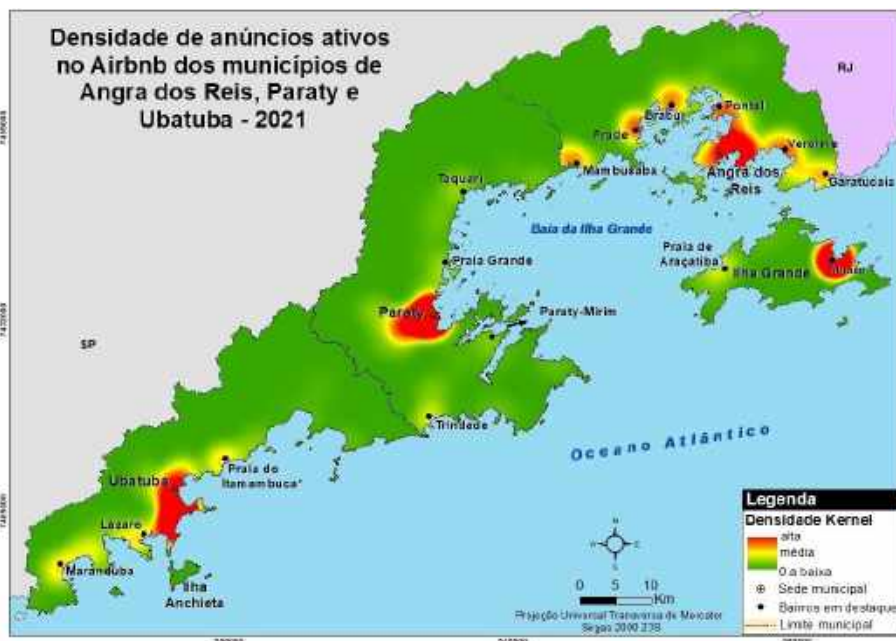 Densidade de anúncios ativos
no Airbnb dos municípios de
Angra dos Reis, Paraty e
Ubatuba - 2021
RJ
Bracuí
Pontal
Frade
Verolme
Mambucaba
Angra dos
Reis
Garatucaia
Taquari
Baía da Ilha Grande
Praia de
Araçatiba
Praia Grande
Ilha Grande
Paraty
Paraty-Mirim
SP
Trindade
Oceano Atlântico
Praia do
Itamambuca
Ubatuba
Lázaro
Maranduba
Ilha
Anchieta
Legenda
Densidade Kernel
alta
média
0 a baixa
Sede municipal
Bairros em destaque
Limite municipal
N
S
0 5 10
Km
Projeção Universal Transversa de Mercator